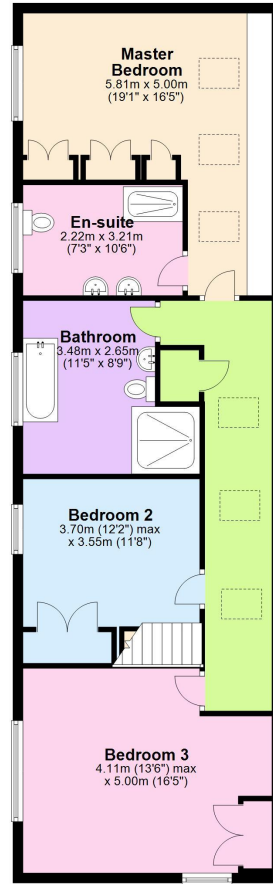 Master
Bedroom
5.81m x 5.00m
(19'1" x 16'5")
En-suite
2.22m x 3.21m
(7'3" x 10'6")
Bathroom
3.48m x 2.65m
(11'5" x 8'9")
Bedroom 2
3.70m (12'2") max
x 3.55m (11'8")
Bedroom 3
4.11m (13'6") max
x 5.00m (16'5")